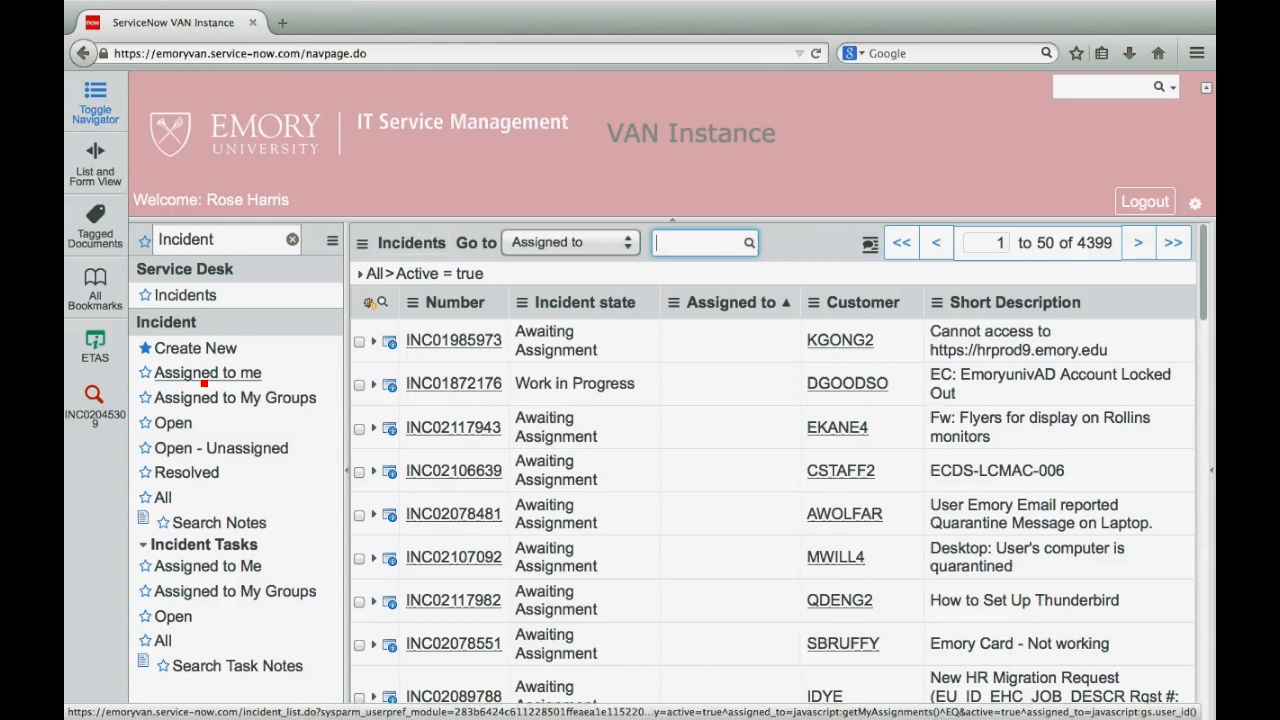 now ServiceNow VAN Instance
https://emoryvan.service-now.com/navpage.do
Google
Toggle Navigator
List and Form View
Tagged Documents
All Bookmarks
ETAS
INC02045309
EMORY UNIVERSITY
IT Service Management
VAN Instance
Welcome: Rose Harris
Logout
Incident
Service Desk
Incidents
Incident
Create New
Assigned to me
Assigned to My Groups
Open
Open - Unassigned
Resolved
All
Search Notes
Incident Tasks
Assigned to Me
Assigned to My Groups
Open
All
Search Task Notes
Incidents Go to Assigned to << < 1 to 50 of 4399 > >>
All>Active = true
Number Incident state Assigned to Customer Short Description
INC01985973 Awaiting Assignment KGONG2 Cannot access to https://hrprod9.emory.edu
INC01872176 Work in Progress DGOODSO EC: EmoryunivAD Account Locked Out
INC02117943 Awaiting Assignment EKANE4 Fw: Flyers for display on Rollins monitors
INC02106639 Awaiting Assignment CSTAFF2 ECDS-LCMAC-006
INC02078481 Awaiting Assignment AWOLFAR User Emory Email reported Quarantine Message on Laptop.
INC02107092 Awaiting Assignment MWILL4 Desktop: User's computer is quarantined
INC02117982 Awaiting Assignment QDENG2 How to Set Up Thunderbird
INC02078551 Awaiting Assignment SBRUFFY Emory Card - Not working
INC02089788 Awaiting IDYE New HR Migration Request (EU_ID_EHC_JOB_DESCR Rqst #:
https://emoryvan.service-now.com/incident_list.do?sysparm_userpref_module=283b6424c611228501ffeaea1e115220...y=active=true^assigned_to=javascript:getMyAssignments()^EQ&active=true^assigned_to=javascript:gs.user_id()